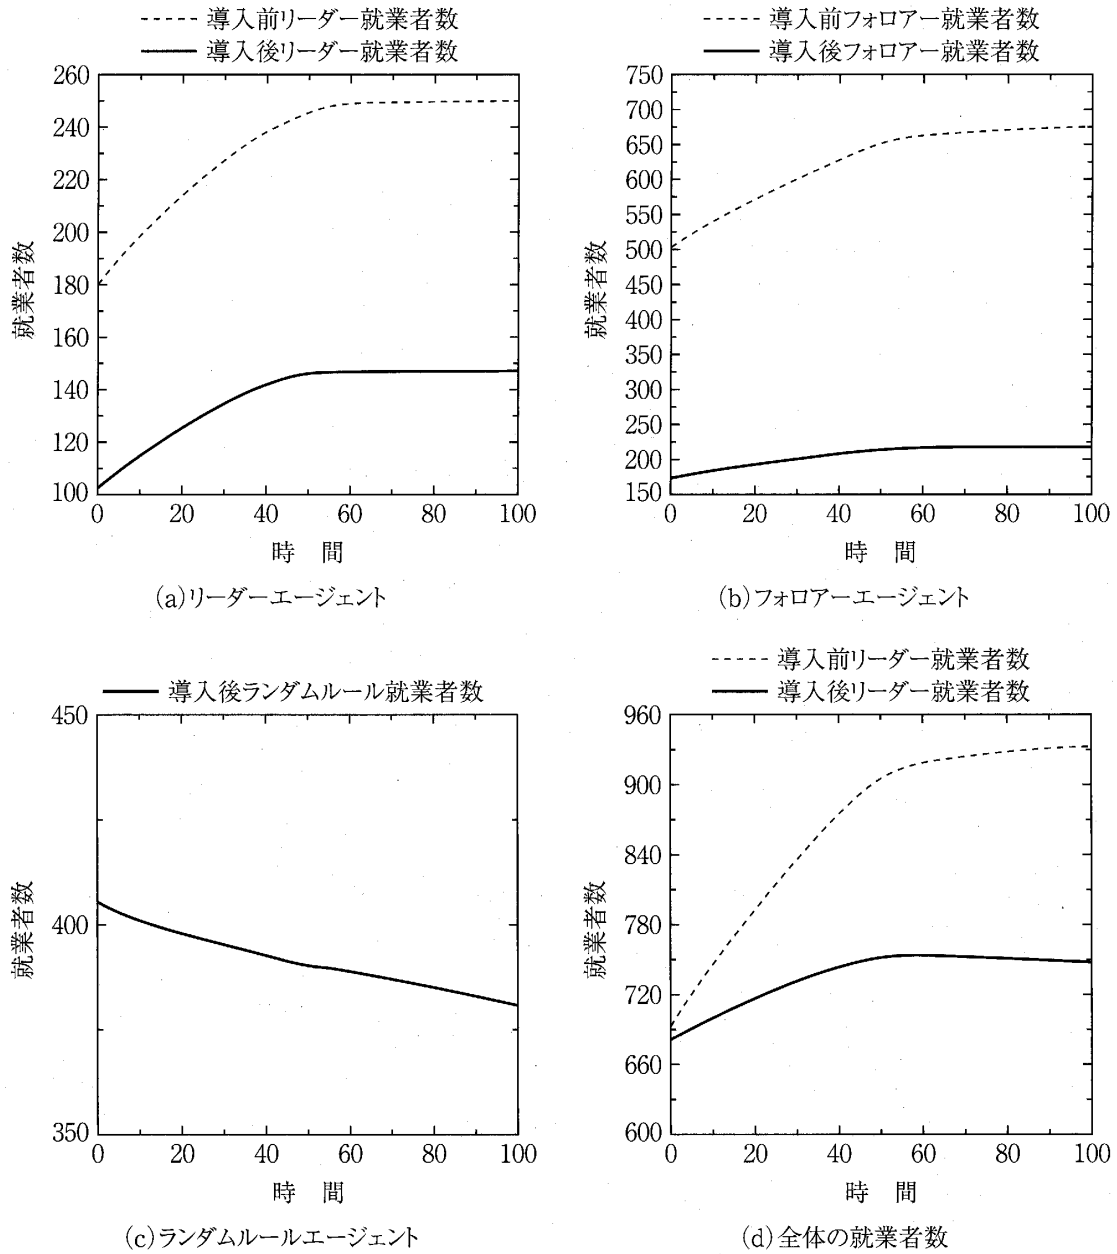 導入前リーダー就業者数
導入後リーダー就業者数
260
240
220
200
180
160
140
120
100
就業者数
0 20 40 60 80 100
時 間
(a)リーダーエージェント
導入前フォロアー就業者数
導入後フォロアー就業者数
750
700
650
600
550
500
450
400
350
300
250
200
150
就業者数
0 20 40 60 80 100
時 間
(b)フォロアーエージェント
導入後ランダムルール就業者数
450
400
350
就業者数
0 20 40 60 80 100
時 間
(c)ランダムルールエージェント
導入前リーダー就業者数
導入後リーダー就業者数
960
900
840
780
720
660
600
就業者数
0 20 40 60 80 100
時 間
(d)全体の就業者数